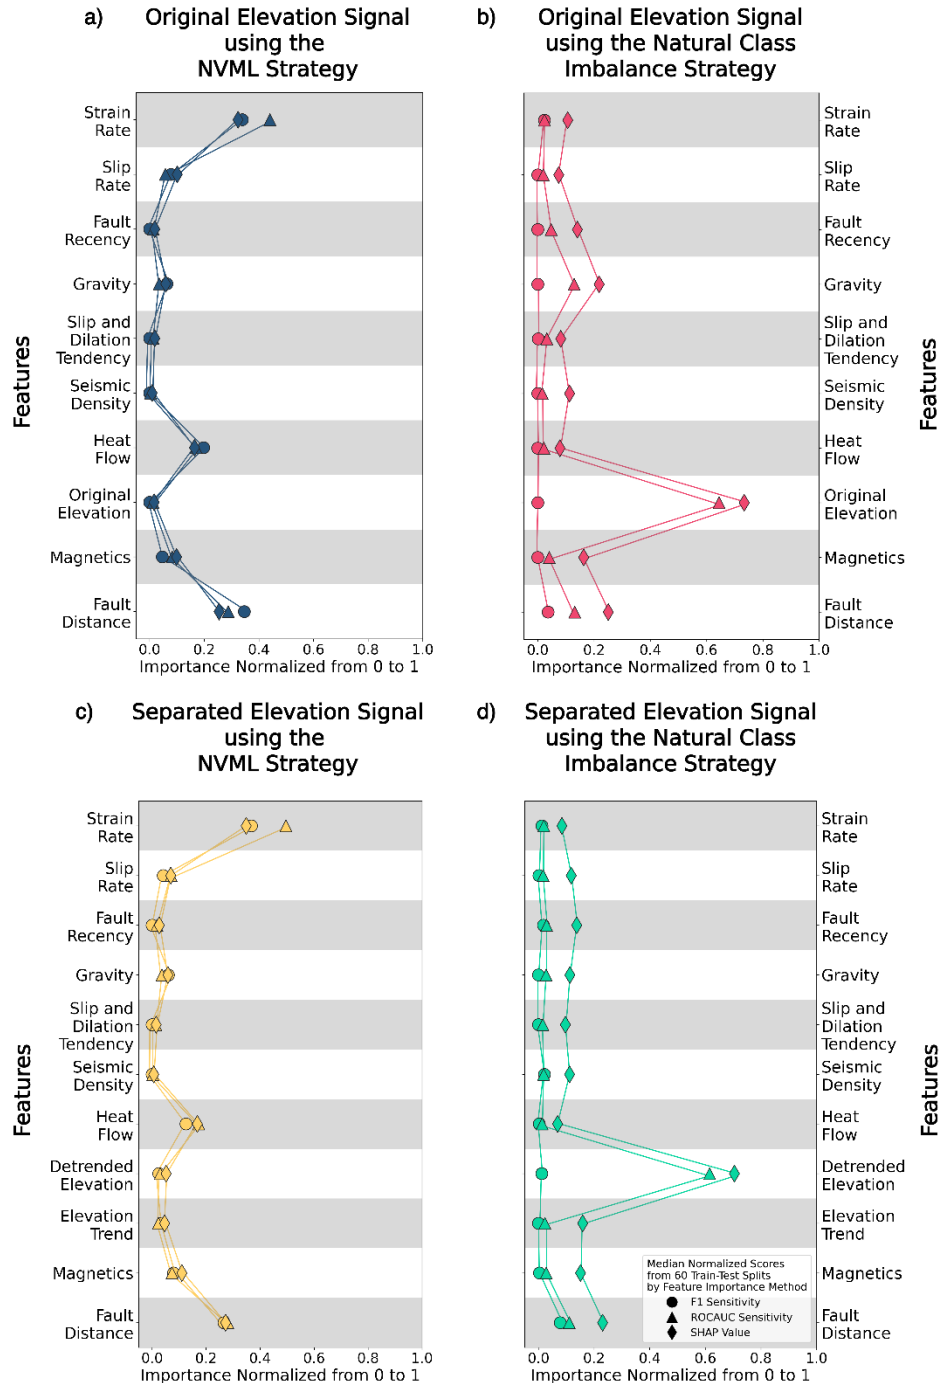 a)
Original Elevation Signal
using the
NVML Strategy
b)
Original Elevation Signal
using the Natural Class
Imbalance Strategy
Features
Strain
Rate
Slip
Rate
Fault
Recency
Gravity
Slip and
Dilation
Tendency
Seismic
Density
Heat
Flow
Original
Elevation
Magnetics
Fault
Distance
0.0 0.2 0.4 0.6 0.8 1.0
Importance Normalized from 0 to 1
Strain
Rate
Slip
Rate
Fault
Recency
Gravity
Slip and
Dilation
Tendency
Seismic
Density
Heat
Flow
Original
Elevation
Magnetics
Fault
Distance
Features
0.0 0.2 0.4 0.6 0.8 1.0
Importance Normalized from 0 to 1
c)
Separated Elevation Signal
using the
NVML Strategy
d)
Separated Elevation Signal
using the Natural Class
Imbalance Strategy
Features
Strain
Rate
Slip
Rate
Fault
Recency
Gravity
Slip and
Dilation
Tendency
Seismic
Density
Heat
Flow
Detrended
Elevation
Elevation
Trend
Magnetics
Fault
Distance
0.0 0.2 0.4 0.6 0.8 1.0
Importance Normalized from 0 to 1
Strain
Rate
Slip
Rate
Fault
Recency
Gravity
Slip and
Dilation
Tendency
Seismic
Density
Heat
Flow
Detrended
Elevation
Elevation
Trend
Magnetics
Fault
Distance
Features
Median Normalized Scores
from 60 Train-Test Splits
by Feature Importance Method
F1 Sensitivity
ROCAUC Sensitivity
SHAP Value
0.0 0.2 0.4 0.6 0.8 1.0
Importance Normalized from 0 to 1